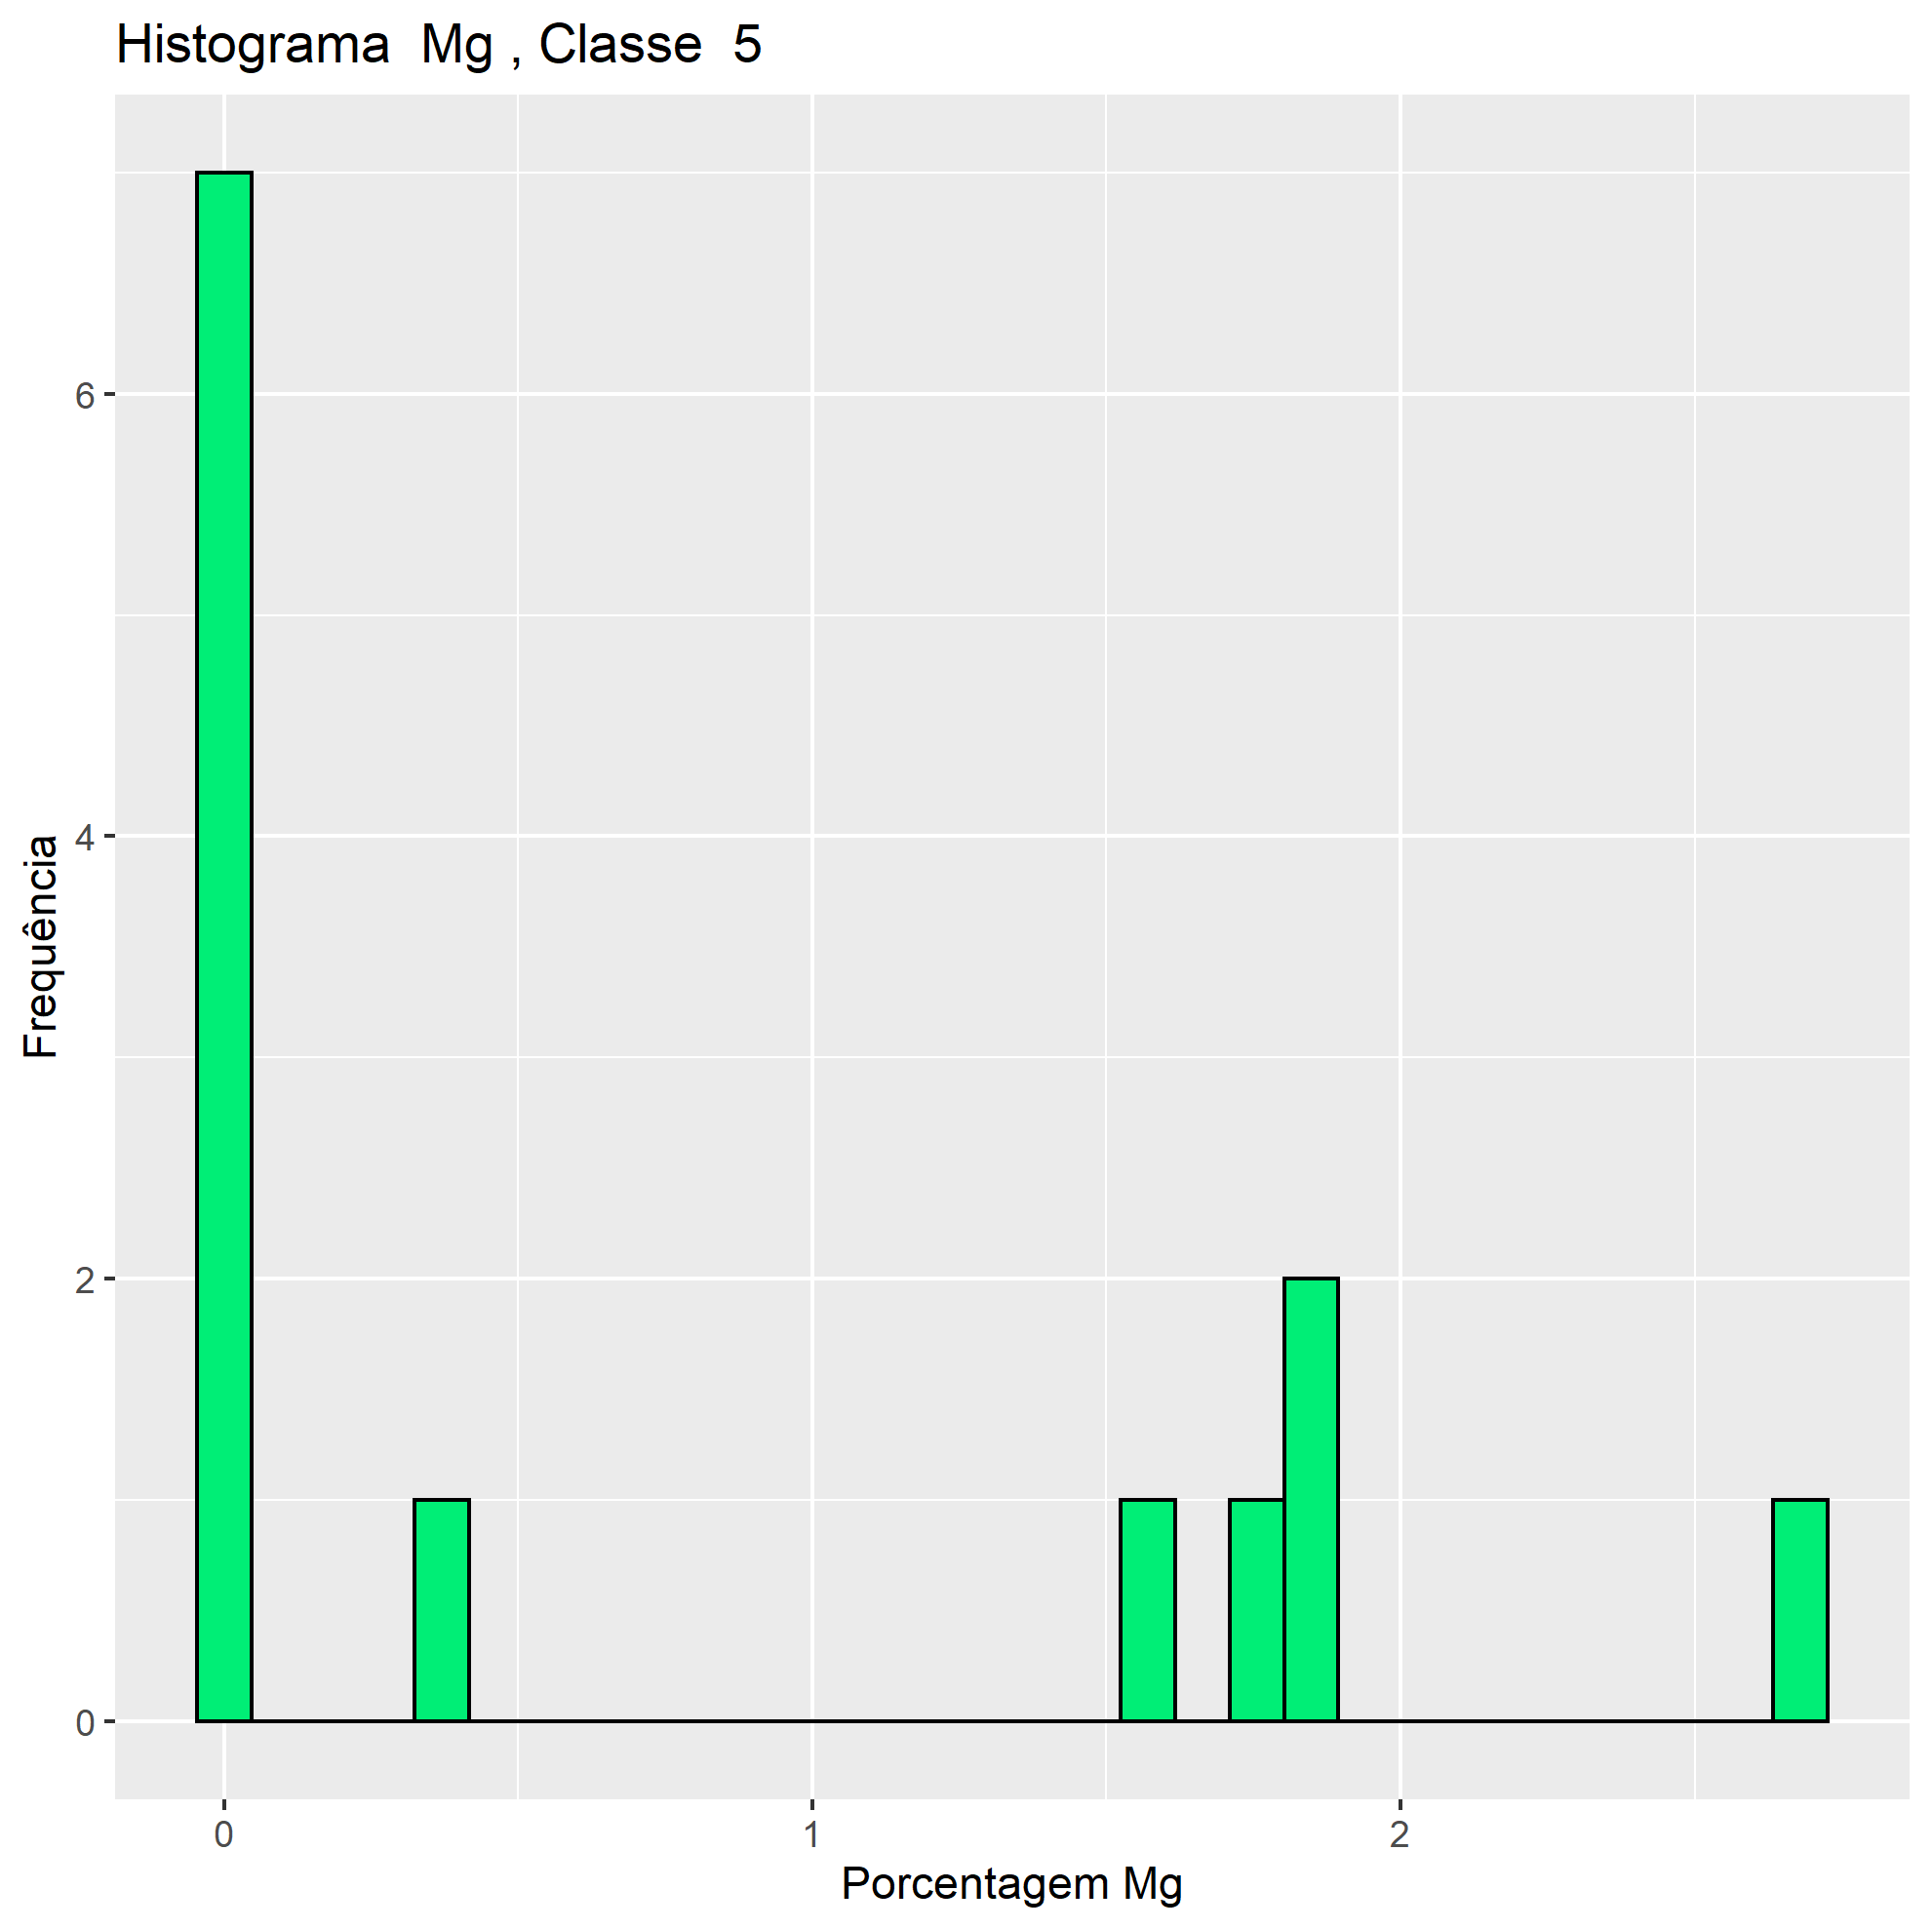 Histograma  Mg , Classe  5
Frequência
6
4
2
0
0 1 2
Porcentagem Mg